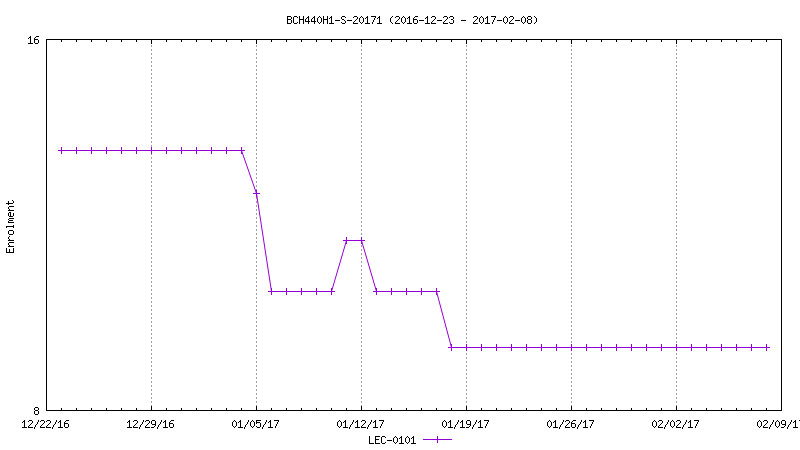 BCH440H1-S-20171 (2016-12-23 - 2017-02-08)
16
Enrolment
8
12/22/16 12/29/16 01/05/17 01/12/17 01/19/17 01/26/17 02/02/17 02/09/1
LEC-0101